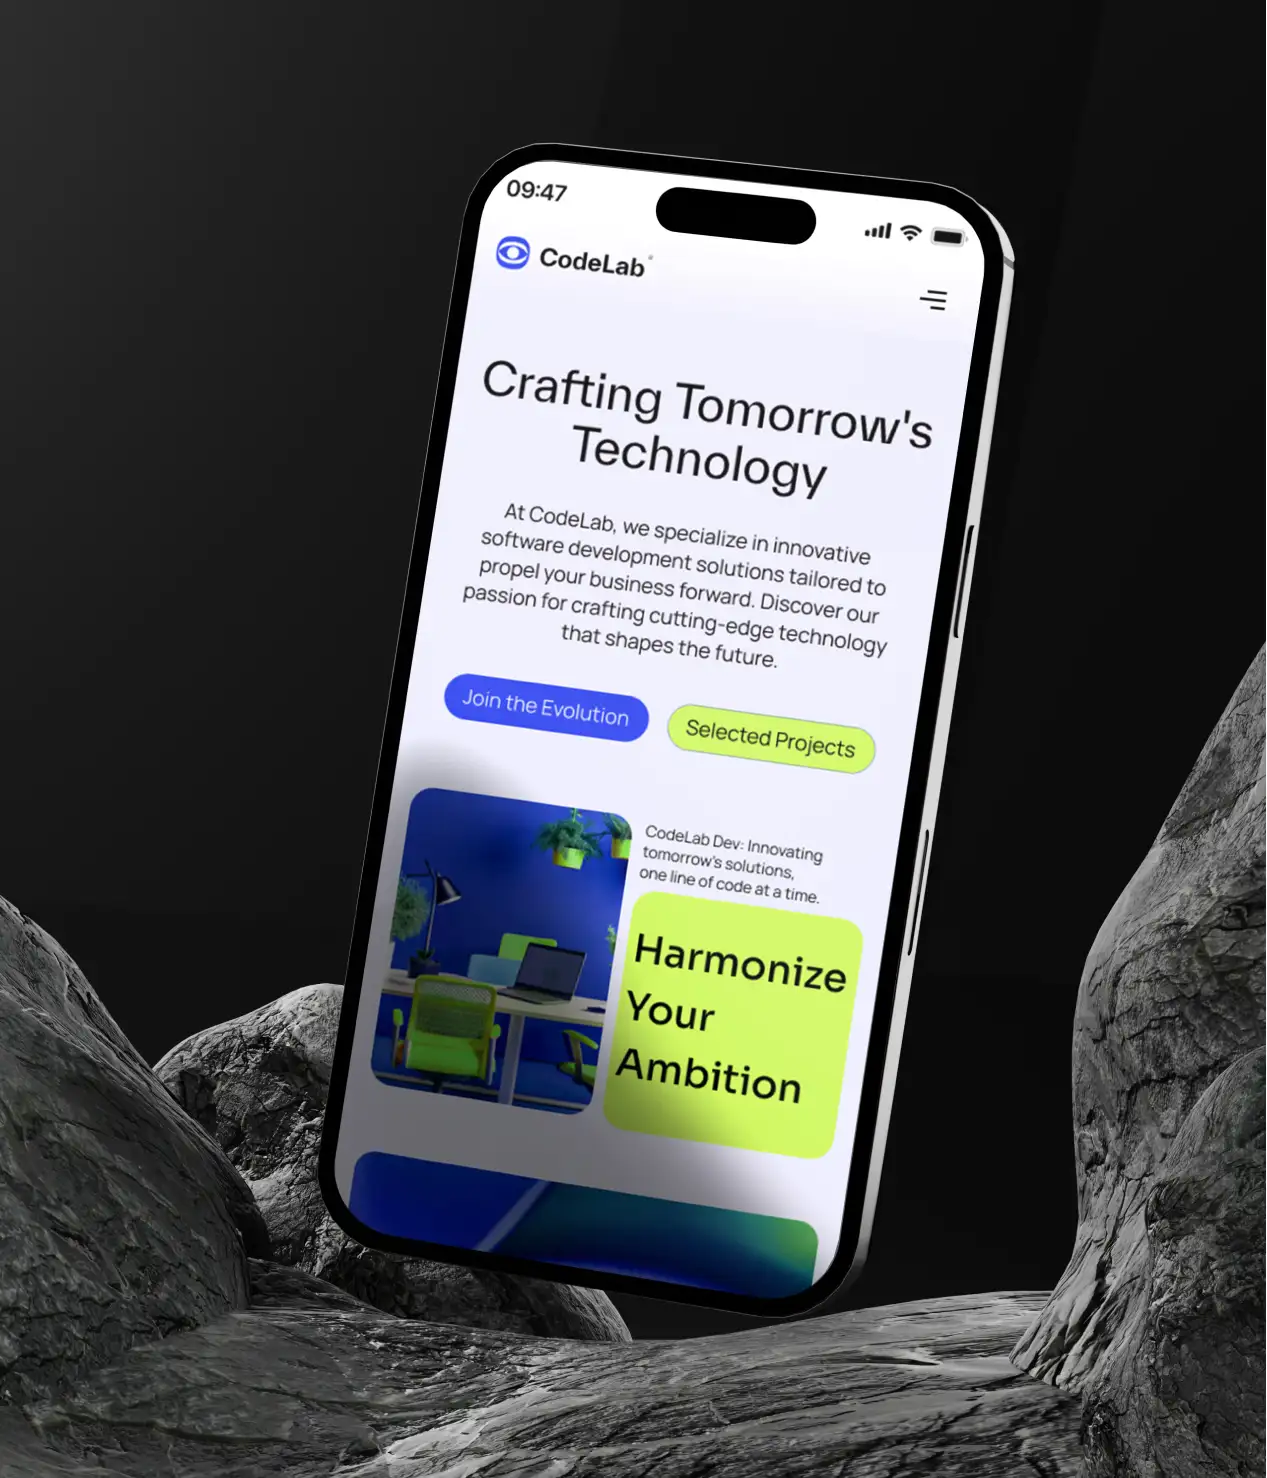 09:47
CodeLab
Crafting Tomorrow's
Technology
At CodeLab, we specialize in innovative
software development solutions tailored to
propel your business forward. Discover our
passion for crafting cutting-edge technology
that shapes the future.
Join the Evolution
Selected Projects
CodeLab Dev: Innovating
tomorrow's solutions,
one line of code at a time.
Harmonize
Your
Ambition